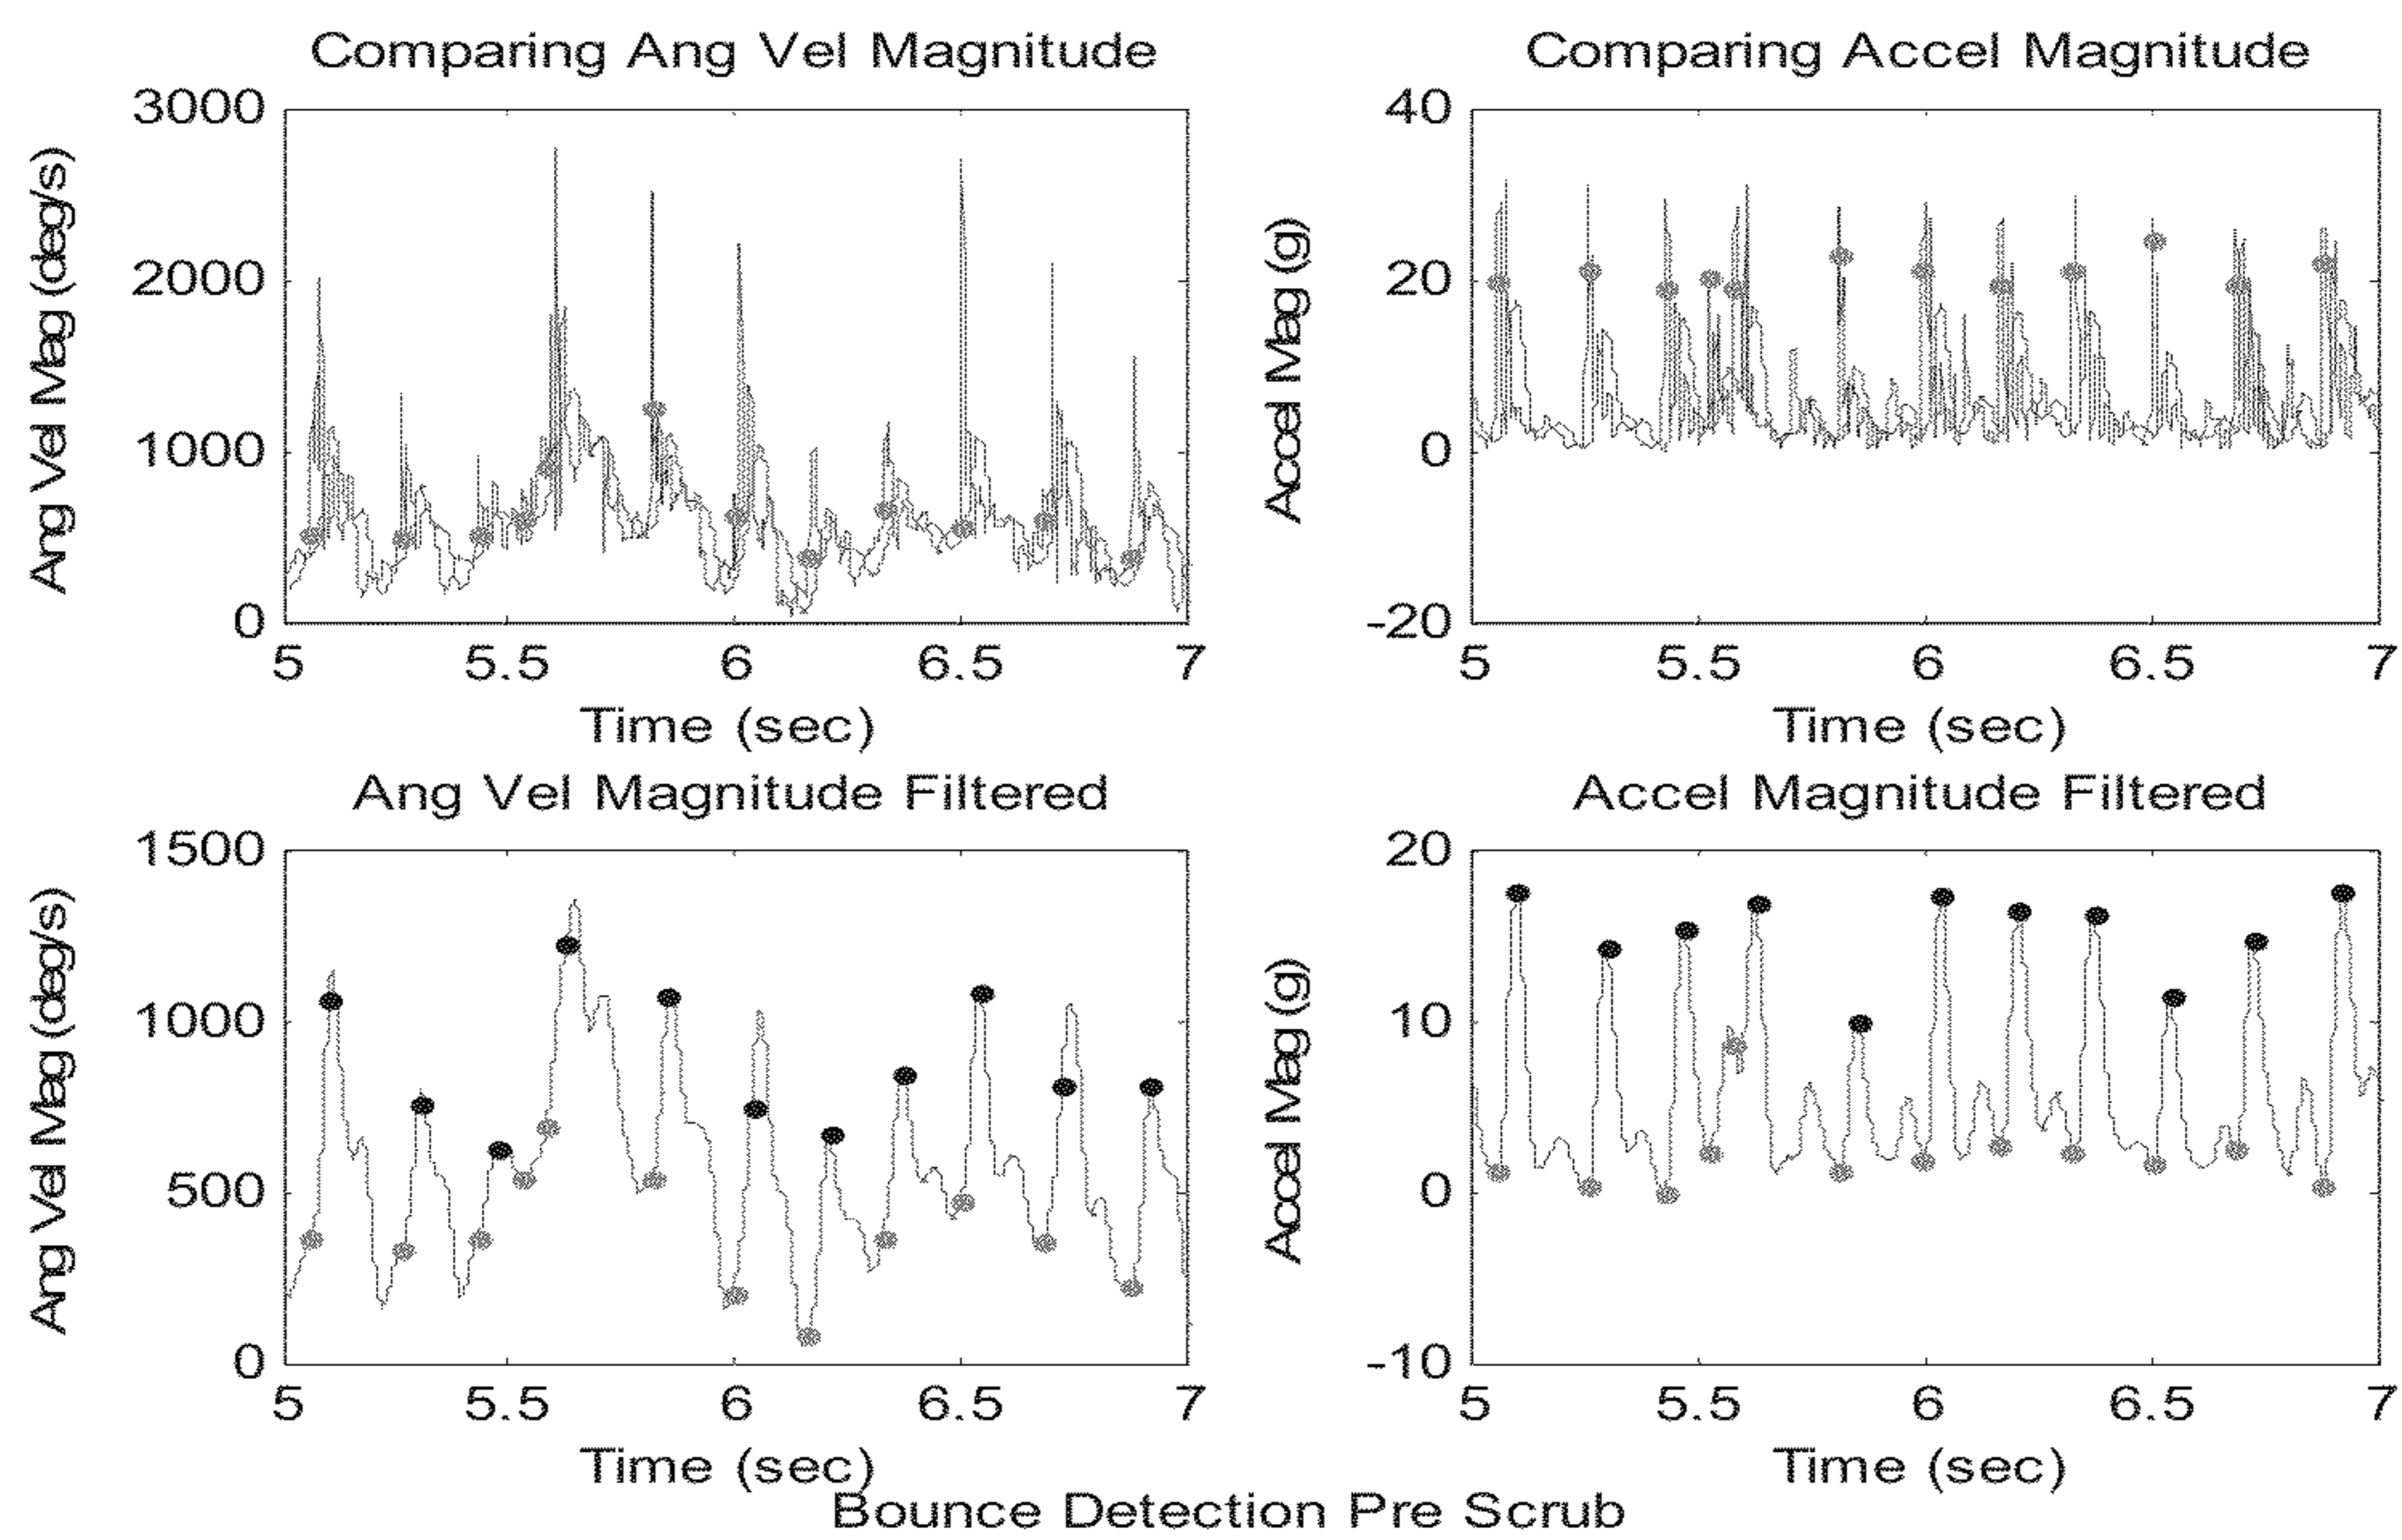 Comparing Ang Vel Magnitude
Ang Vel Mag (deg/s)
3000
2000
1000
0
5 5.5 6 6.5 7
Time (sec)
Comparing Accel Magnitude
Accel Mag (g)
40
20
0
-20
5 5.5 6 6.5 7
Time (sec)
Ang Vel Magnitude Filtered
Ang Vel Mag (deg/s)
1500
1000
500
0
5 5.5 6 6.5 7
Time (sec)
Accel Magnitude Filtered
Accel Mag (g)
20
10
0
-10
5 5.5 6 6.5 7
Time (sec)
Bounce Detection Pre Scrub